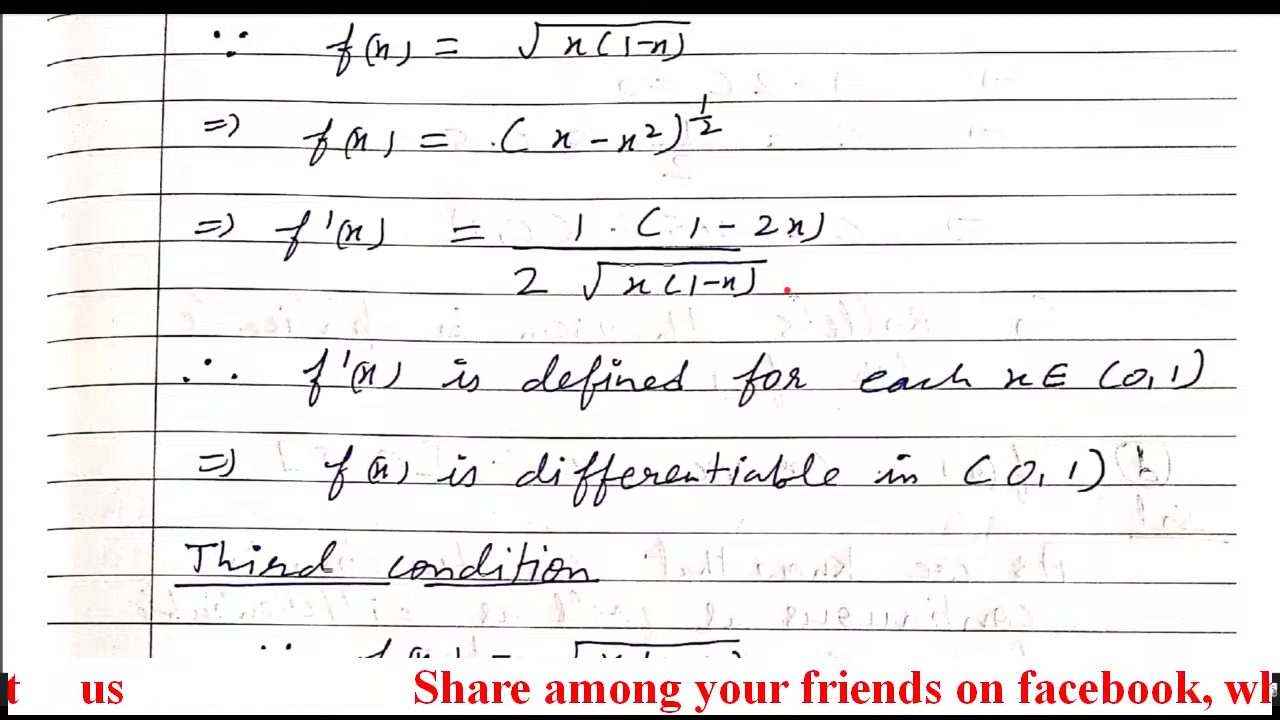 ∵ f(x) = √x(1-x)
⇒ f(x) = (x - x²)^1/2
⇒ f'(x) = 1 . (1 - 2x)
2 √x(1-x)
∴ f'(x) is defined for each x ∈ (0, 1)
⇒ f(x) is differentiable in (0, 1)
Third condition
t us Share among your friends on facebook, wh